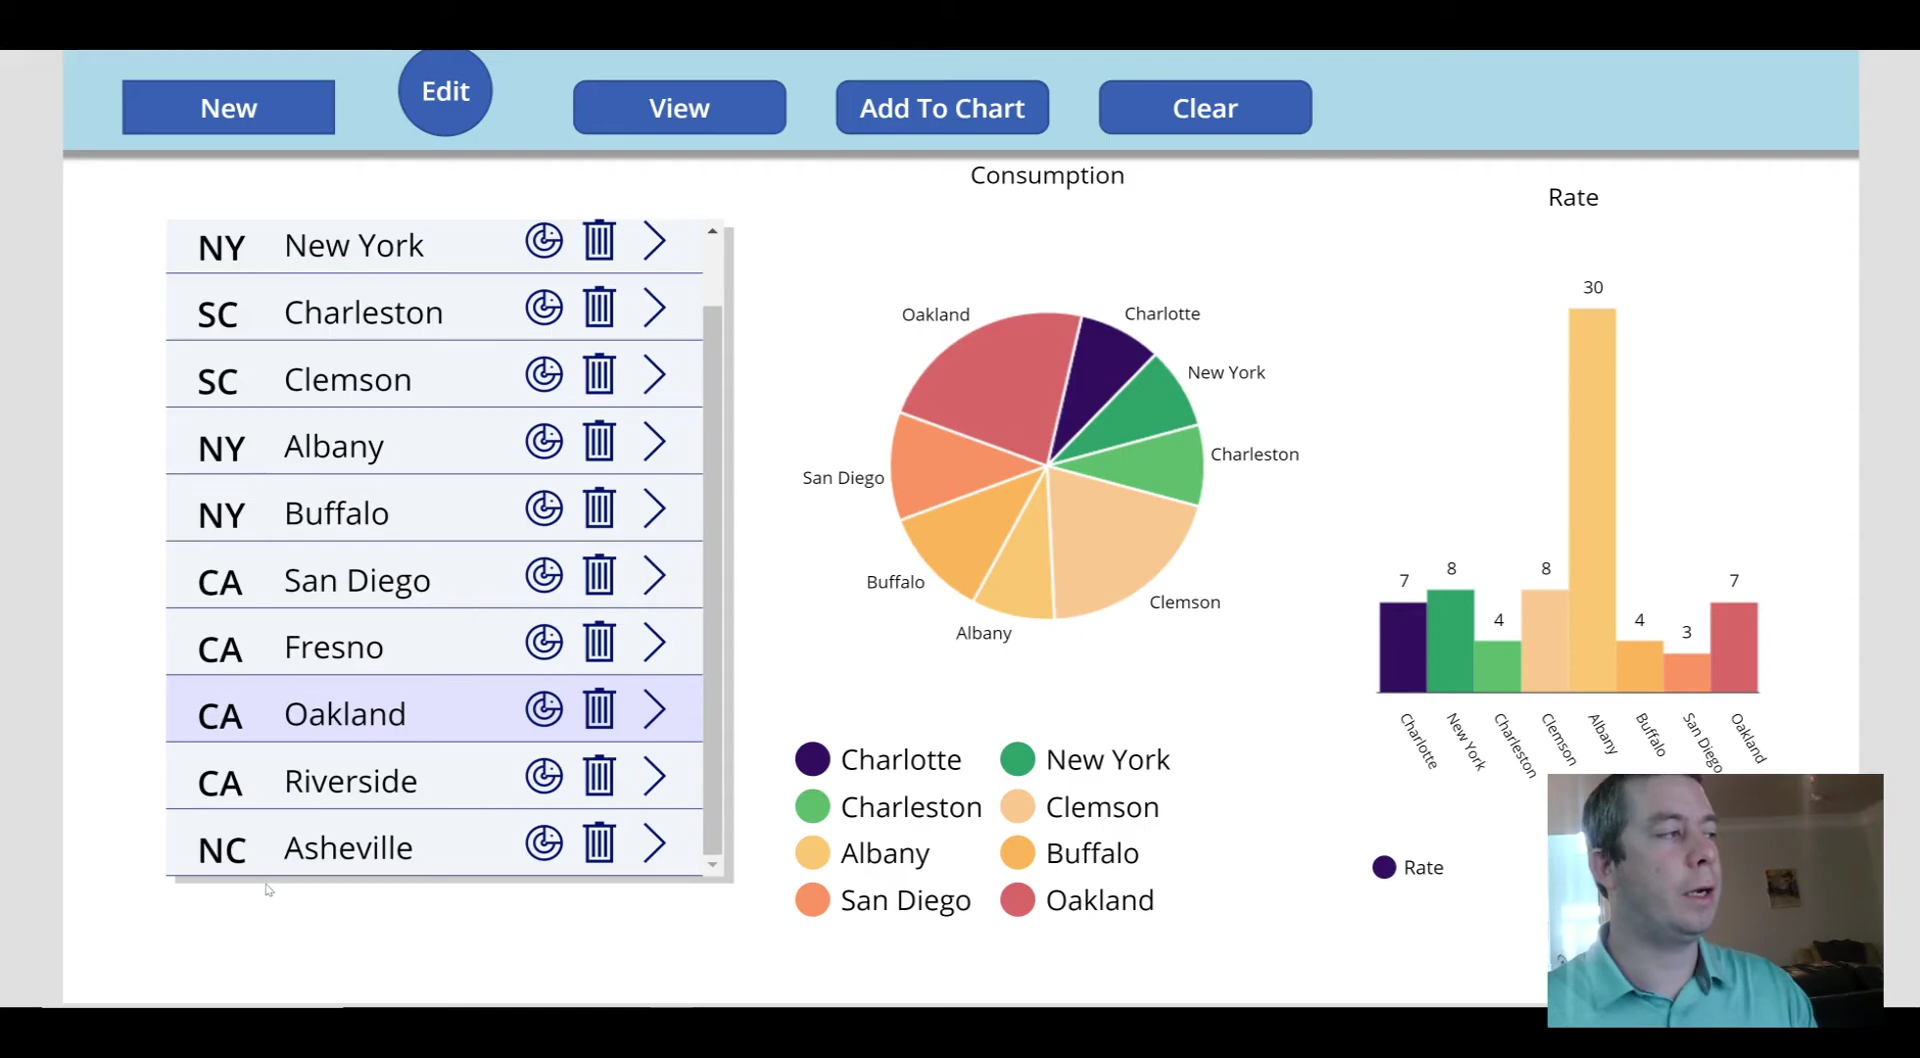 New
Edit
View
Add To Chart
Clear
Consumption
Rate
NY New York
SC Charleston
SC Clemson
NY Albany
NY Buffalo
CA San Diego
CA Fresno
CA Oakland
CA Riverside
NC Asheville
Oakland
Charlotte
New York
Charleston
San Diego
Buffalo
Clemson
Albany
30
7
8
4
8
4
3
7
Charlotte
New York
Charleston
Clemson
Albany
Buffalo
San Diego
Oakland
Charlotte
New York
Charleston
Clemson
Albany
Buffalo
San Diego
Oakland
Rate